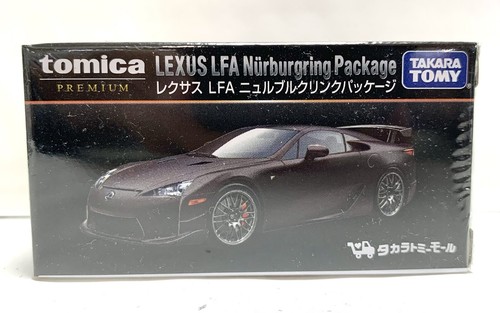 tomica
PREMIUM
LEXUS LFA Nürburgring Package
レクサス LFA ニュルブルクリンクパッケージ
TAKARA
TOMY
タカラトミーモール